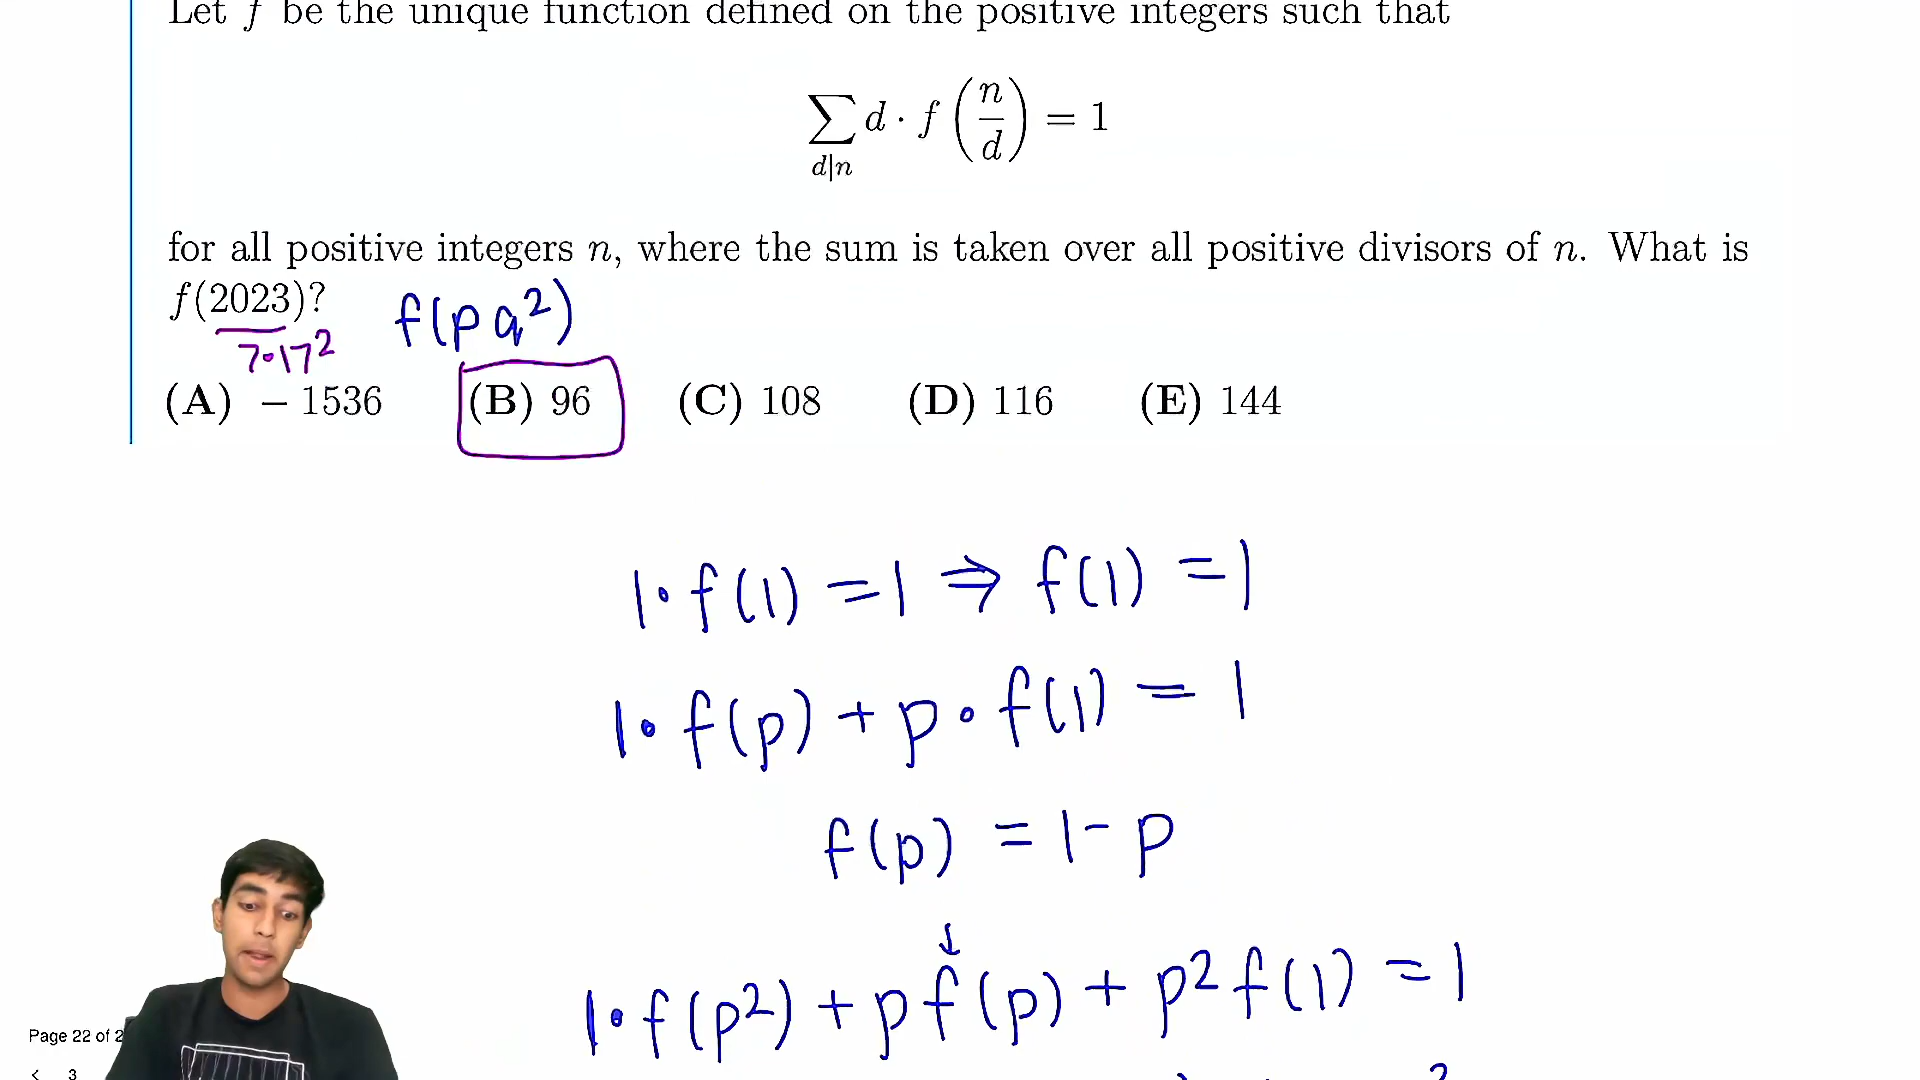 Let f be the unique function defined on the positive integers such that
∑ d · f (n/d) = 1
d|n
for all positive integers n, where the sum is taken over all positive divisors of n. What is
f(2023)? f(pq²)
7·17²
(A) − 1536 (B) 96 (C) 108 (D) 116 (E) 144
1·f(1) = 1 ⇒ f(1) = 1
1·f(p) + p·f(1) = 1
f(p) = 1 - p
↓
1·f(p²) + p f(p) + p² f(1) = 1
Page 22 of 2
< 3